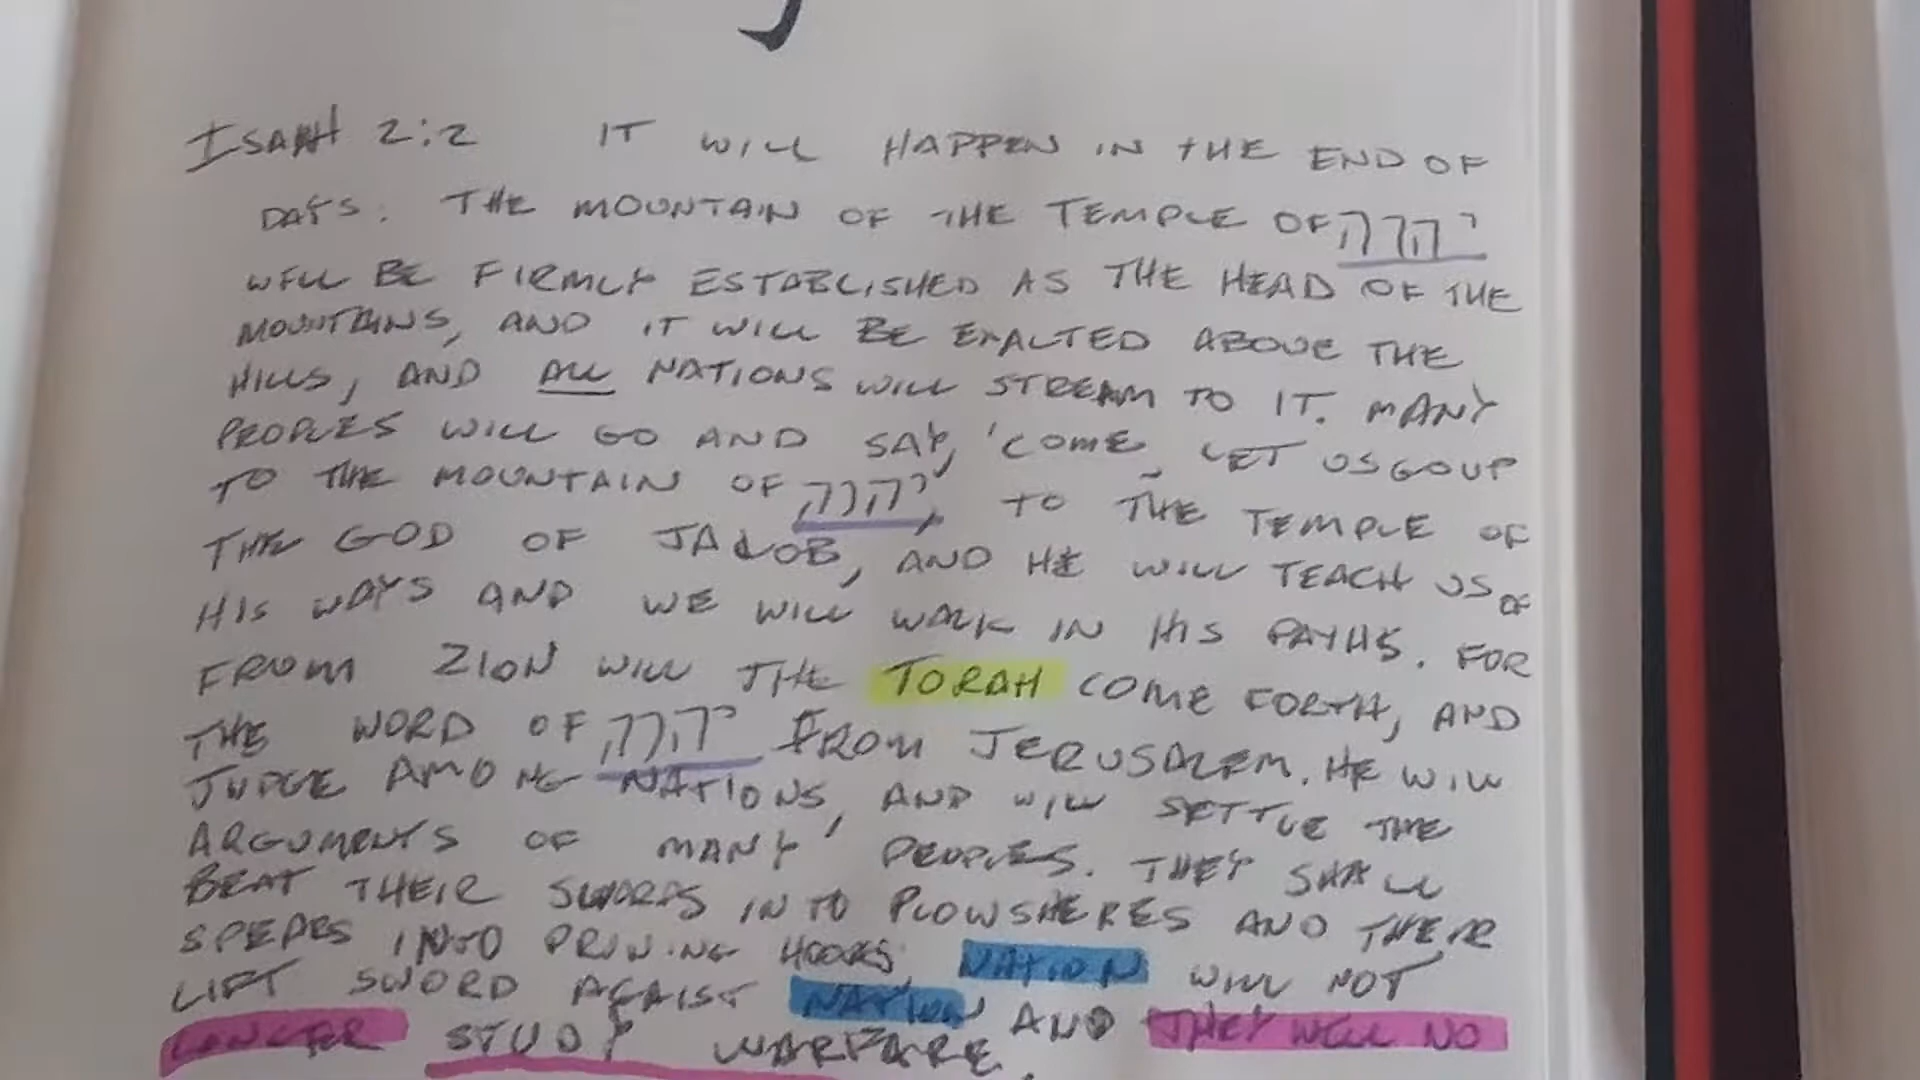 ISAAH 2:2 IT WILL HAPPEN IN THE END OF
DAYS. THE MOUNTAIN OF THE TEMPLE OF יהוה
WILL BE FIRMLY ESTABLISHED AS THE HEAD OF THE
MOUNTAINS, AND IT WILL BE EXALTED ABOVE THE
HILLS, AND ALL NATIONS WILL STREAM TO IT. MANY
PEOPLES WILL GO AND SAY, 'COME, LET US GO UP
TO THE MOUNTAIN OF יהוה, TO THE TEMPLE OF
THE GOD OF JACOB, AND HE WILL TEACH US OF
HIS WAYS AND WE WILL WALK IN HIS PATHS. FOR
FROM ZION WILL THE TORAH COME FORTH, AND
THE WORD OF יהוה FROM JERUSALEM. HE WILL
JUDGE AMONG NATIONS, AND WILL SETTLE THE
ARGUMENTS OF MANY PEOPLES. THEY SHALL
BEAT THEIR SWORDS INTO PLOWSHERES AND THEIR
SPEARS INTO PRUNING HOOKS, NATION WILL NOT
LIFT SWORD AGAIST NATION AND THEY WILL NO
LONGER STUDY WARFARE.